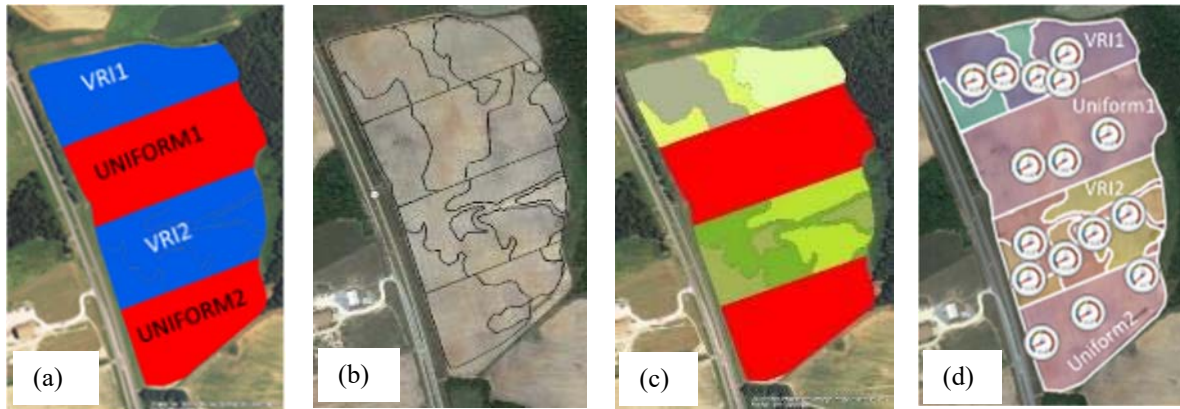 VRI1
UNIFORM1
VRI2
UNIFORM2
(a)
(b)
(c)
VRI1
Uniform1
VRI2
Uniform2
(d)